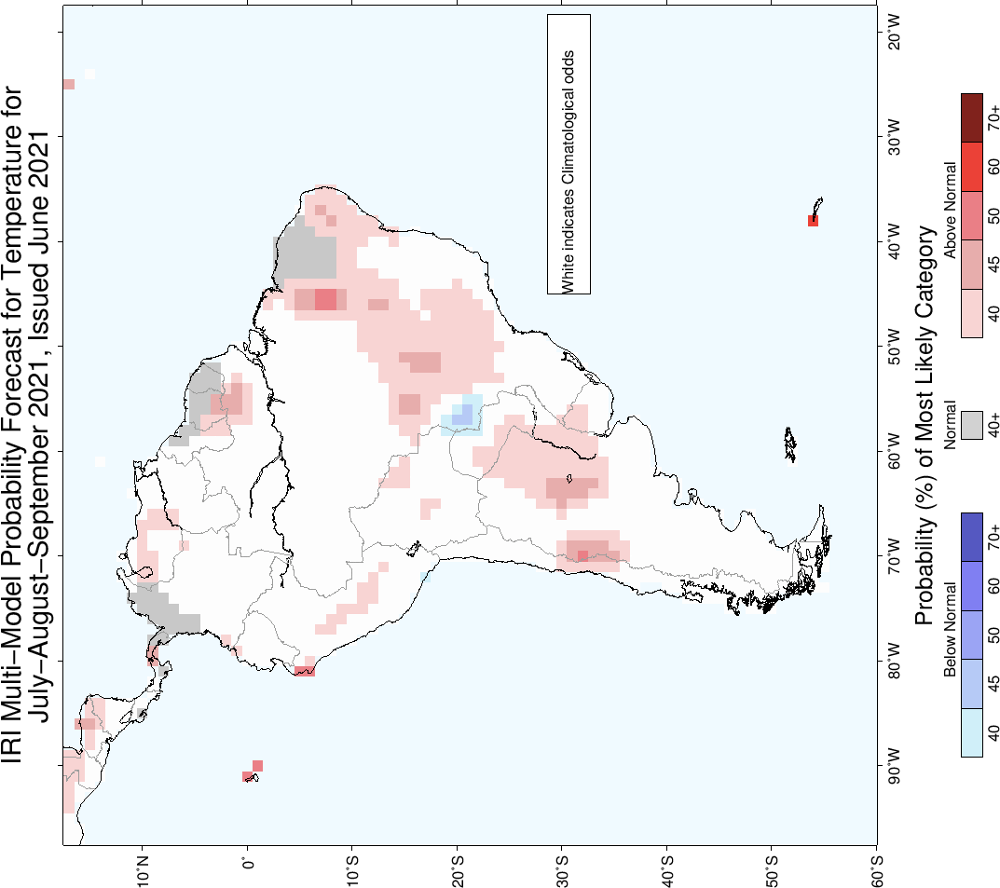 IRI Multi-Model Probability Forecast for Temperature for
July-August-September 2021, Issued June 2021
White indicates Climatological odds
10˚N
0˚
10˚S
20˚S
30˚S
40˚S
50˚S
60˚S
90˚W
80˚W
70˚W
60˚W
50˚W
40˚W
30˚W
20˚W
Probability (%) of Most Likely Category
Below Normal
Normal
Above Normal
40
45
50
60
70+
40+
40
45
50
60
70+